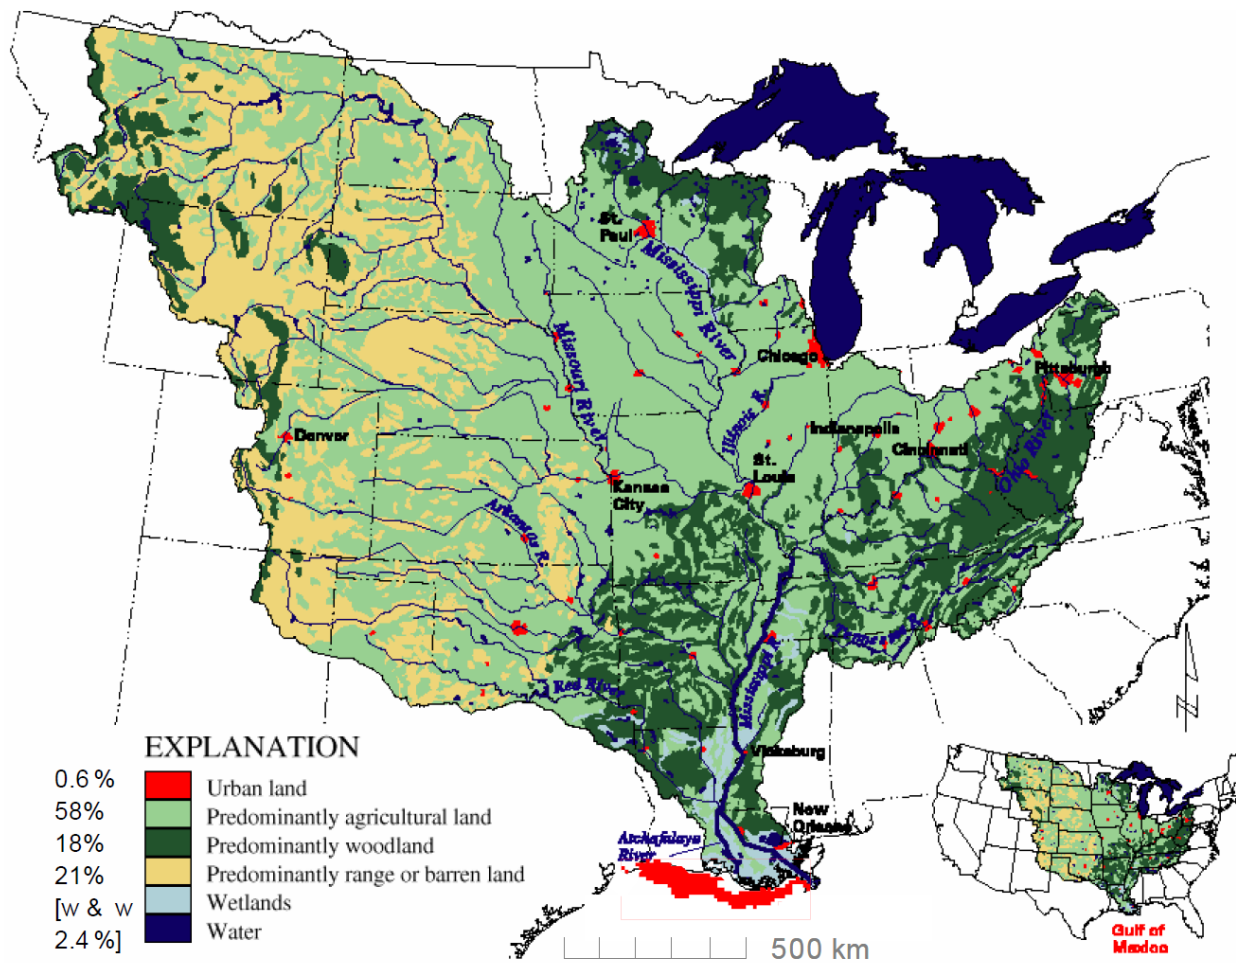 St.
Paul
Mississippi River
Missouri River
Chicago
Pittsburgh
Illinois R.
Indianapolis
Cincinnati
Ohio River
Denver
St.
Louis
Kansas
City
Arkansas R.
Tennessee R.
Red River
Mississippi R.
Vicksburg
New
Orleans
Atchafalaya
River
EXPLANATION
0.6 % Urban land
58% Predominantly agricultural land
18% Predominantly woodland
21% Predominantly range or barren land
[w & w Wetlands
2.4 %] Water
500 km
N
Gulf of
Mexico